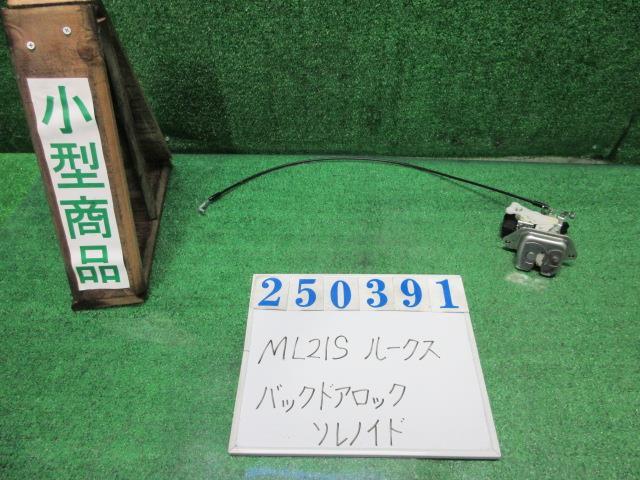 小型商品
250391
ML21S ルークス
バックドアロック
ソレノイド